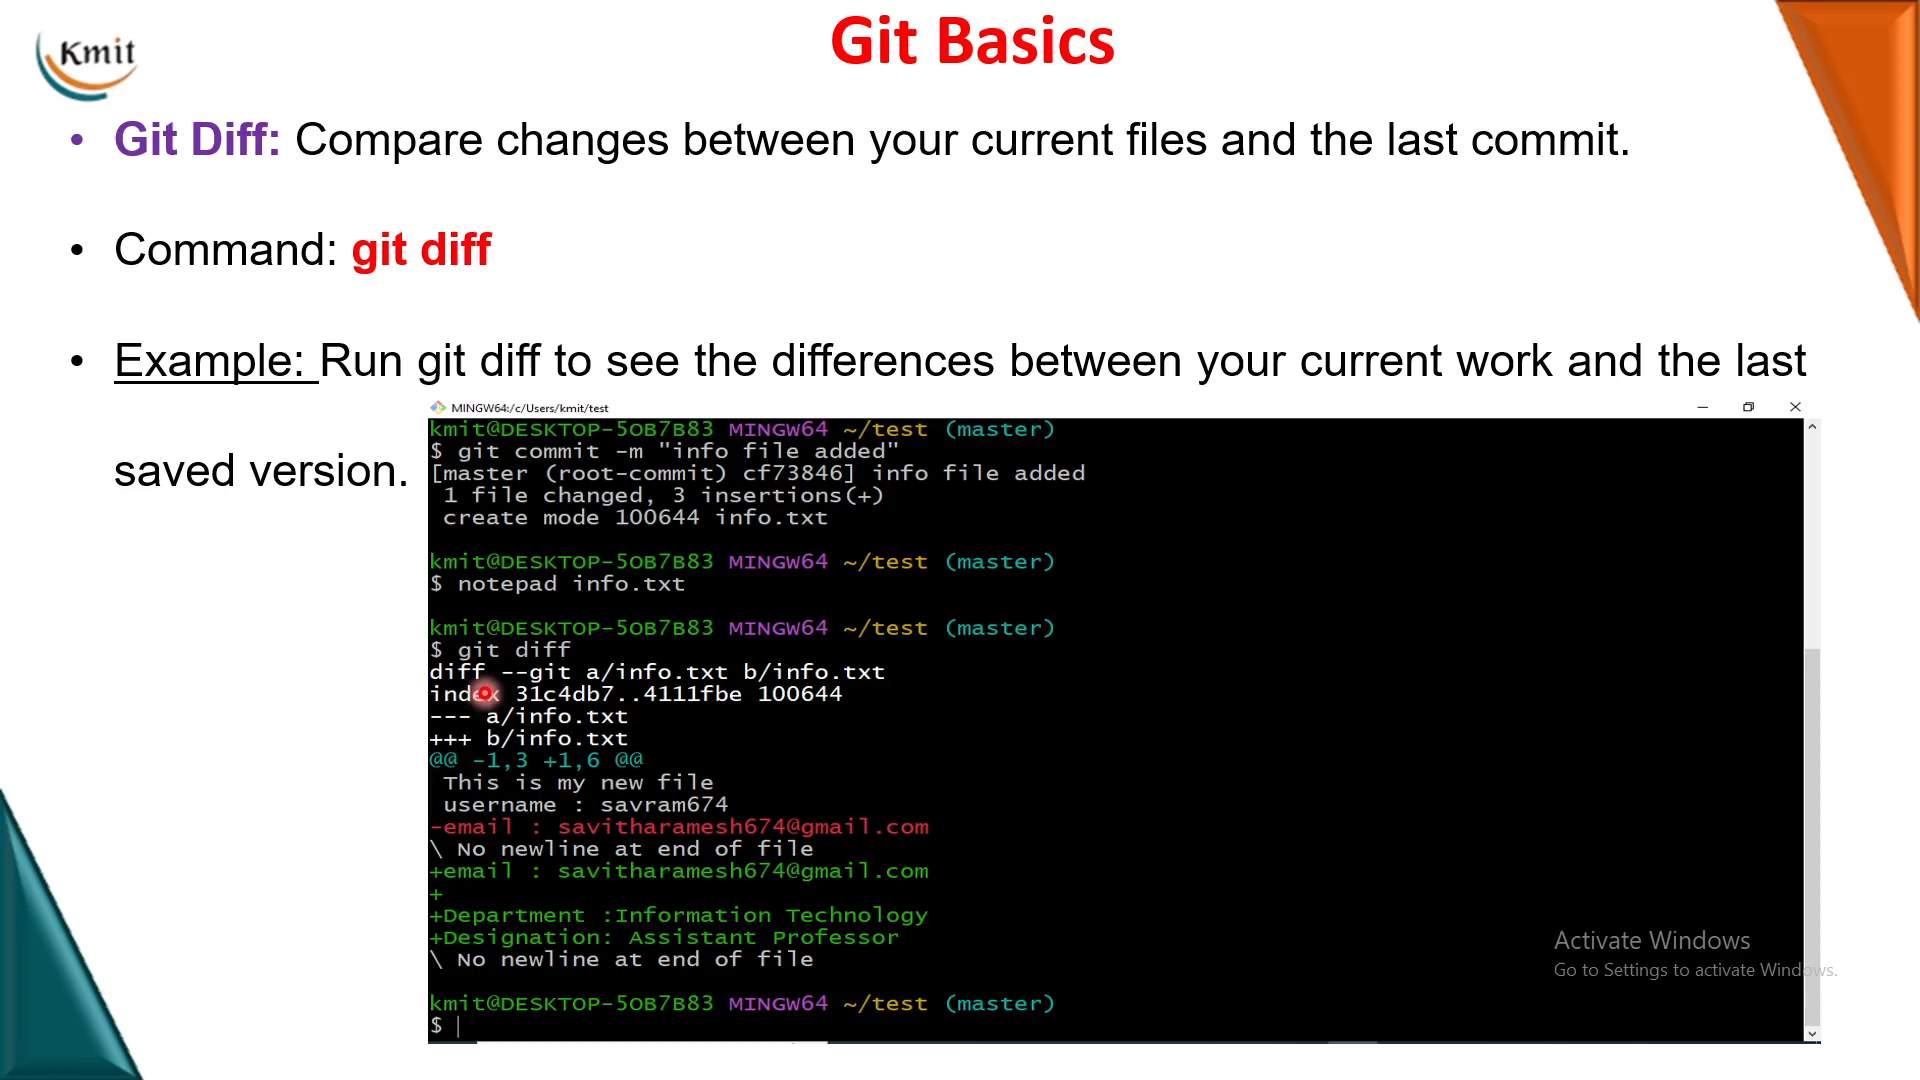 Kmit
Git Basics
• Git Diff: Compare changes between your current files and the last commit.
• Command: git diff
• Example: Run git diff to see the differences between your current work and the last
saved version.
MINGW64:/c/Users/kmit/test
kmit@DESKTOP-5OB7B83 MINGW64 ~/test (master)
$ git commit -m "info file added"
[master (root-commit) cf73846] info file added
1 file changed, 3 insertions(+)
create mode 100644 info.txt
kmit@DESKTOP-5OB7B83 MINGW64 ~/test (master)
$ notepad info.txt
kmit@DESKTOP-5OB7B83 MINGW64 ~/test (master)
$ git diff
diff --git a/info.txt b/info.txt
index 31c4db7..4111fbe 100644
--- a/info.txt
+++ b/info.txt
@@ -1,3 +1,6 @@
This is my new file
username : savram674
-email : savitharamesh674@gmail.com
\ No newline at end of file
+email : savitharamesh674@gmail.com
+
+Department :Information Technology
+Designation: Assistant Professor
\ No newline at end of file
kmit@DESKTOP-5OB7B83 MINGW64 ~/test (master)
$
Activate Windows
Go to Settings to activate Windows.